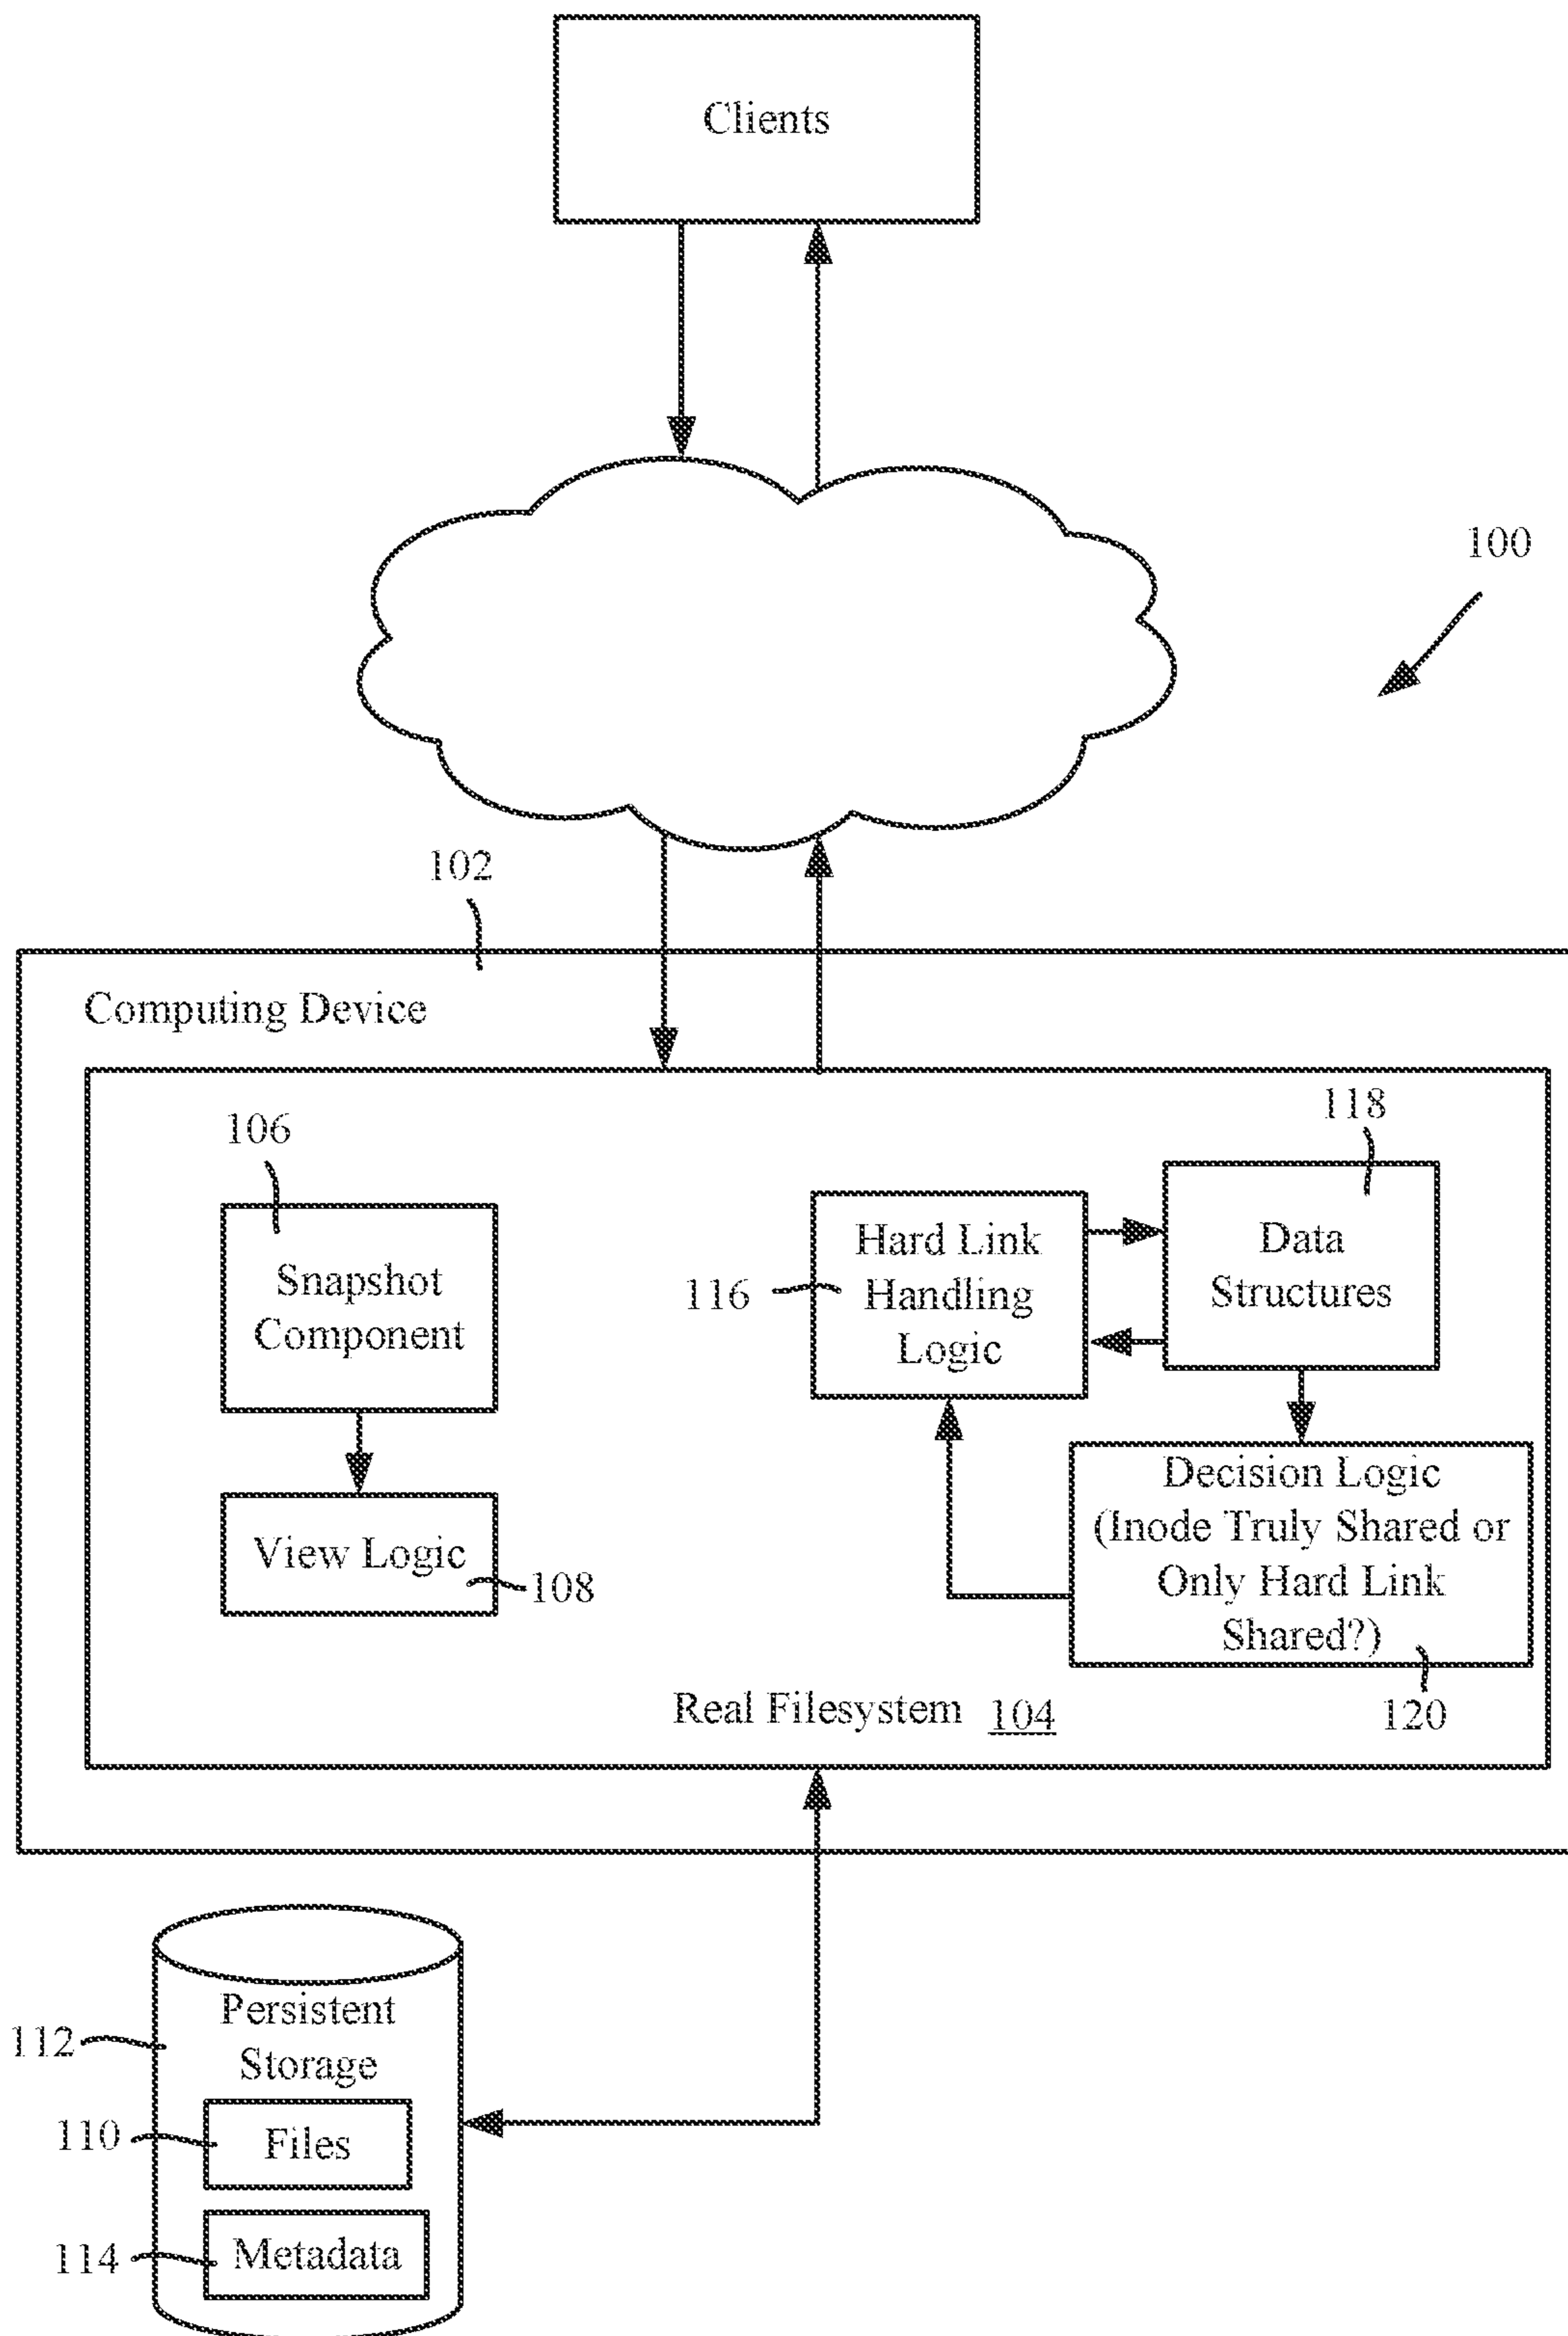 Clients
100
102
Computing Device
106
118
Snapshot
Component
116
Hard Link
Handling
Logic
Data
Structures
View Logic
108
Decision Logic
(Inode Truly Shared or
Only Hard Link
Shared?)
120
Real Filesystem 104
112
Persistent
Storage
110
Files
114
Metadata